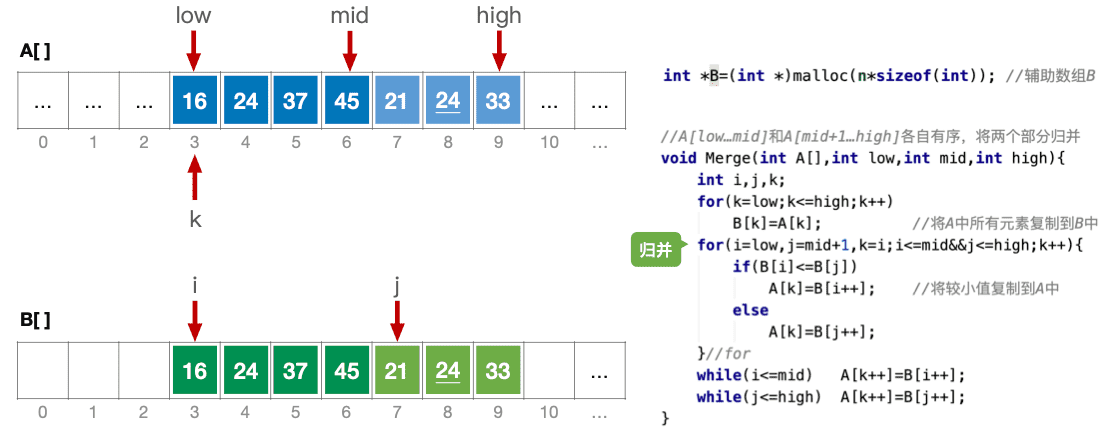 low mid high
A[ ]
... ... ... 16 24 37 45 21 24 33 ... ...
0 1 2 3 4 5 6 7 8 9 10 ...
k
i j
B[ ]
16 24 37 45 21 24 33 ...
0 1 2 3 4 5 6 7 8 9 10 ...
int *B=(int *)malloc(n*sizeof(int)); //辅助数组B
//A[low…mid]和A[mid+1…high]各自有序，将两个部分归并
void Merge(int A[],int low,int mid,int high){
int i,j,k;
for(k=low;k<=high;k++)
B[k]=A[k]; //将A中所有元素复制到B中
归并
for(i=low,j=mid+1,k=i;i<=mid&&j<=high;k++){
if(B[i]<=B[j])
A[k]=B[i++]; //将较小值复制到A中
else
A[k]=B[j++];
}//for
while(i<=mid) A[k++]=B[i++];
while(j<=high) A[k++]=B[j++];
}